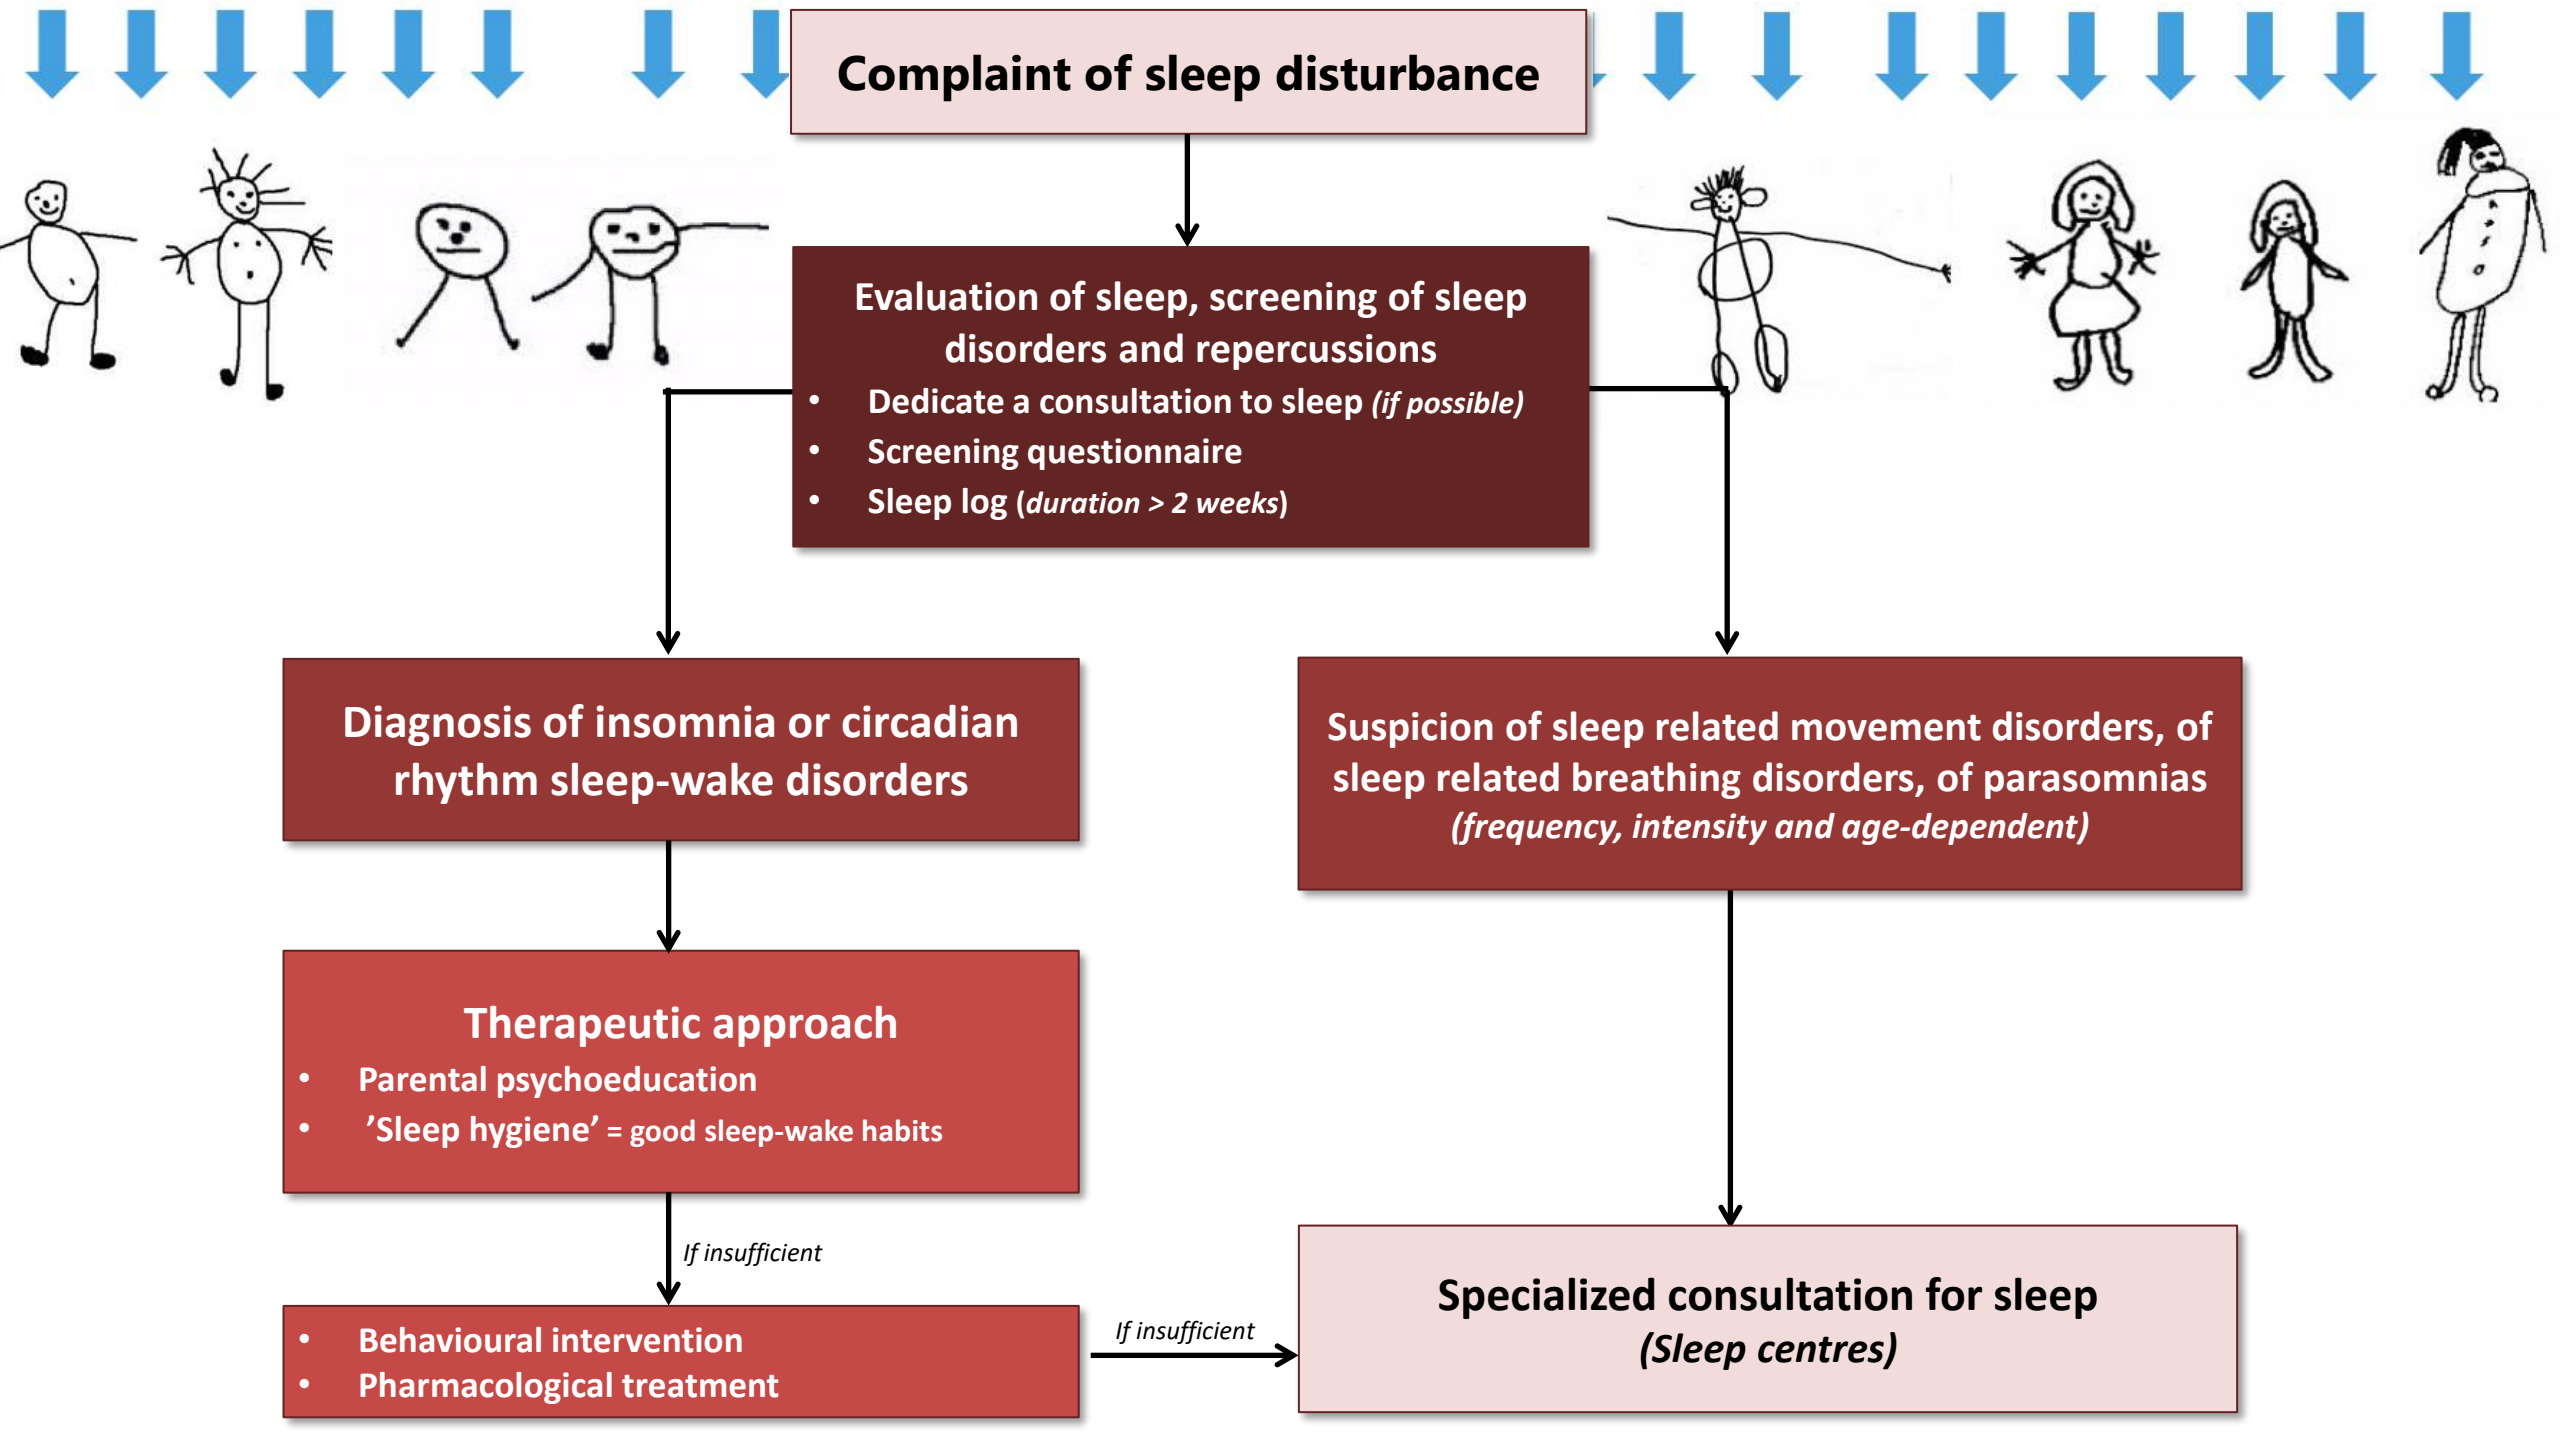 Complaint of sleep disturbance
Evaluation of sleep, screening of sleep
disorders and repercussions
• Dedicate a consultation to sleep (if possible)
• Screening questionnaire
• Sleep log (duration > 2 weeks)
Diagnosis of insomnia or circadian
rhythm sleep-wake disorders
Suspicion of sleep related movement disorders, of
sleep related breathing disorders, of parasomnias
(frequency, intensity and age-dependent)
Therapeutic approach
• Parental psychoeducation
• ’Sleep hygiene’ = good sleep-wake habits
If insufficient
• Behavioural intervention
• Pharmacological treatment
If insufficient
Specialized consultation for sleep
(Sleep centres)